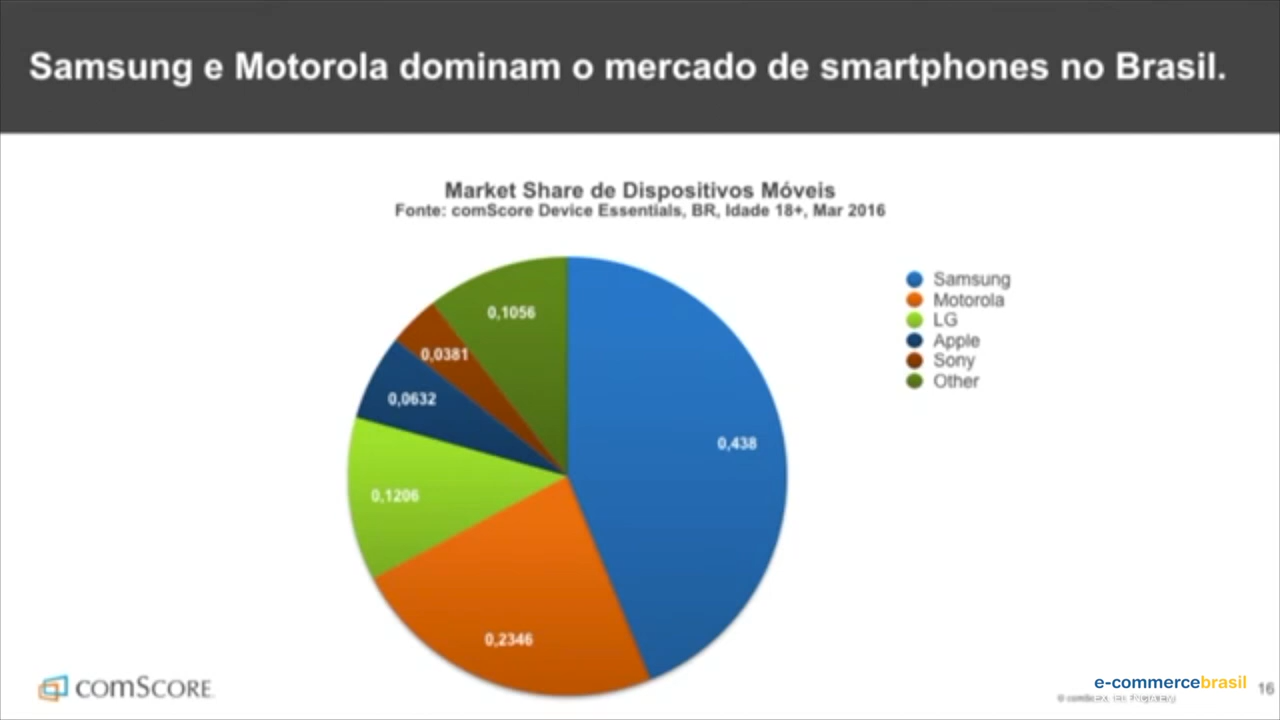 Samsung e Motorola dominam o mercado de smartphones no Brasil.
Market Share de Dispositivos Móveis
Fonte: comScore Device Essentials, BR, Idade 18+, Mar 2016
0,1056
0,0381
0,0632
0,438
0,1206
0,2346
Samsung
Motorola
LG
Apple
Sony
Other
comSCORE
e-commercebrasil
16